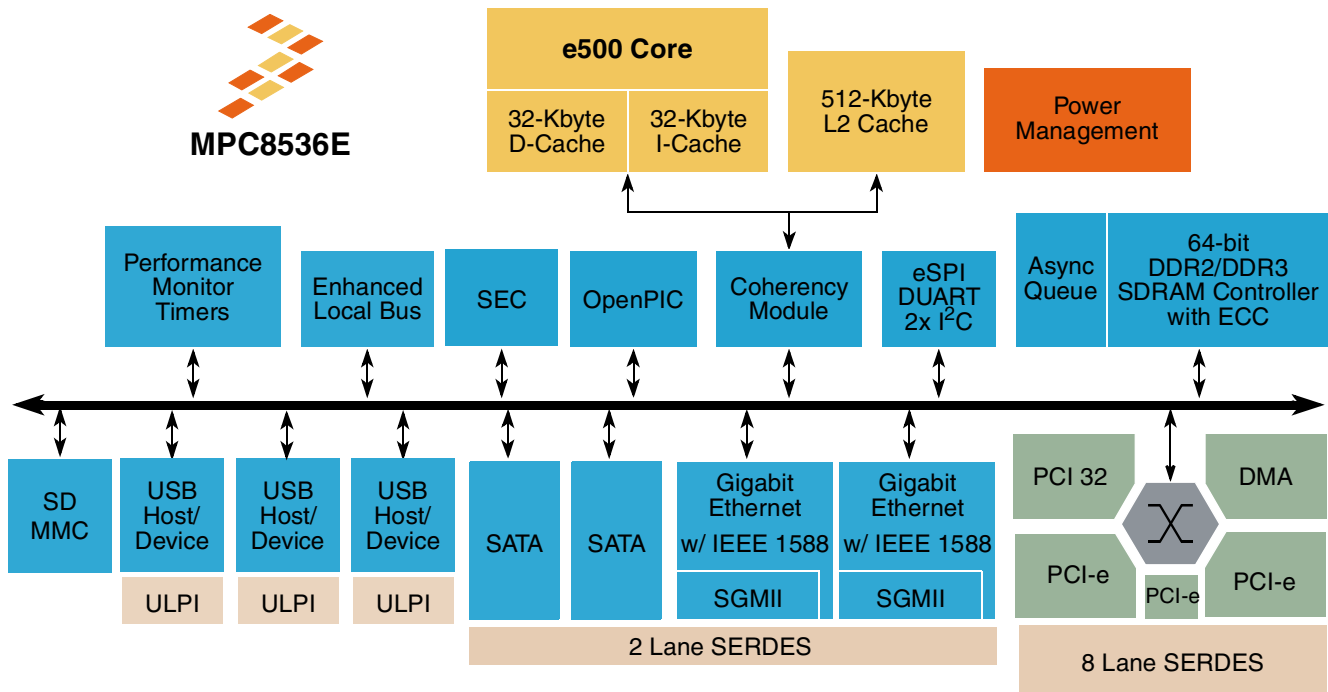 MPC8536E
e500 Core
32-Kbyte
D-Cache
32-Kbyte
I-Cache
512-Kbyte
L2 Cache
Power
Management
Performance
Monitor
Timers
Enhanced
Local Bus
SEC
OpenPIC
Coherency
Module
eSPI
DUART
2x I²C
Async
Queue
64-bit
DDR2/DDR3
SDRAM Controller
with ECC
SD
MMC
USB
Host/
Device
ULPI
USB
Host/
Device
ULPI
USB
Host/
Device
ULPI
SATA
SATA
Gigabit
Ethernet
w/ IEEE 1588
SGMII
Gigabit
Ethernet
w/ IEEE 1588
SGMII
2 Lane SERDES
PCI 32
DMA
PCI-e
PCI-e
PCI-e
8 Lane SERDES